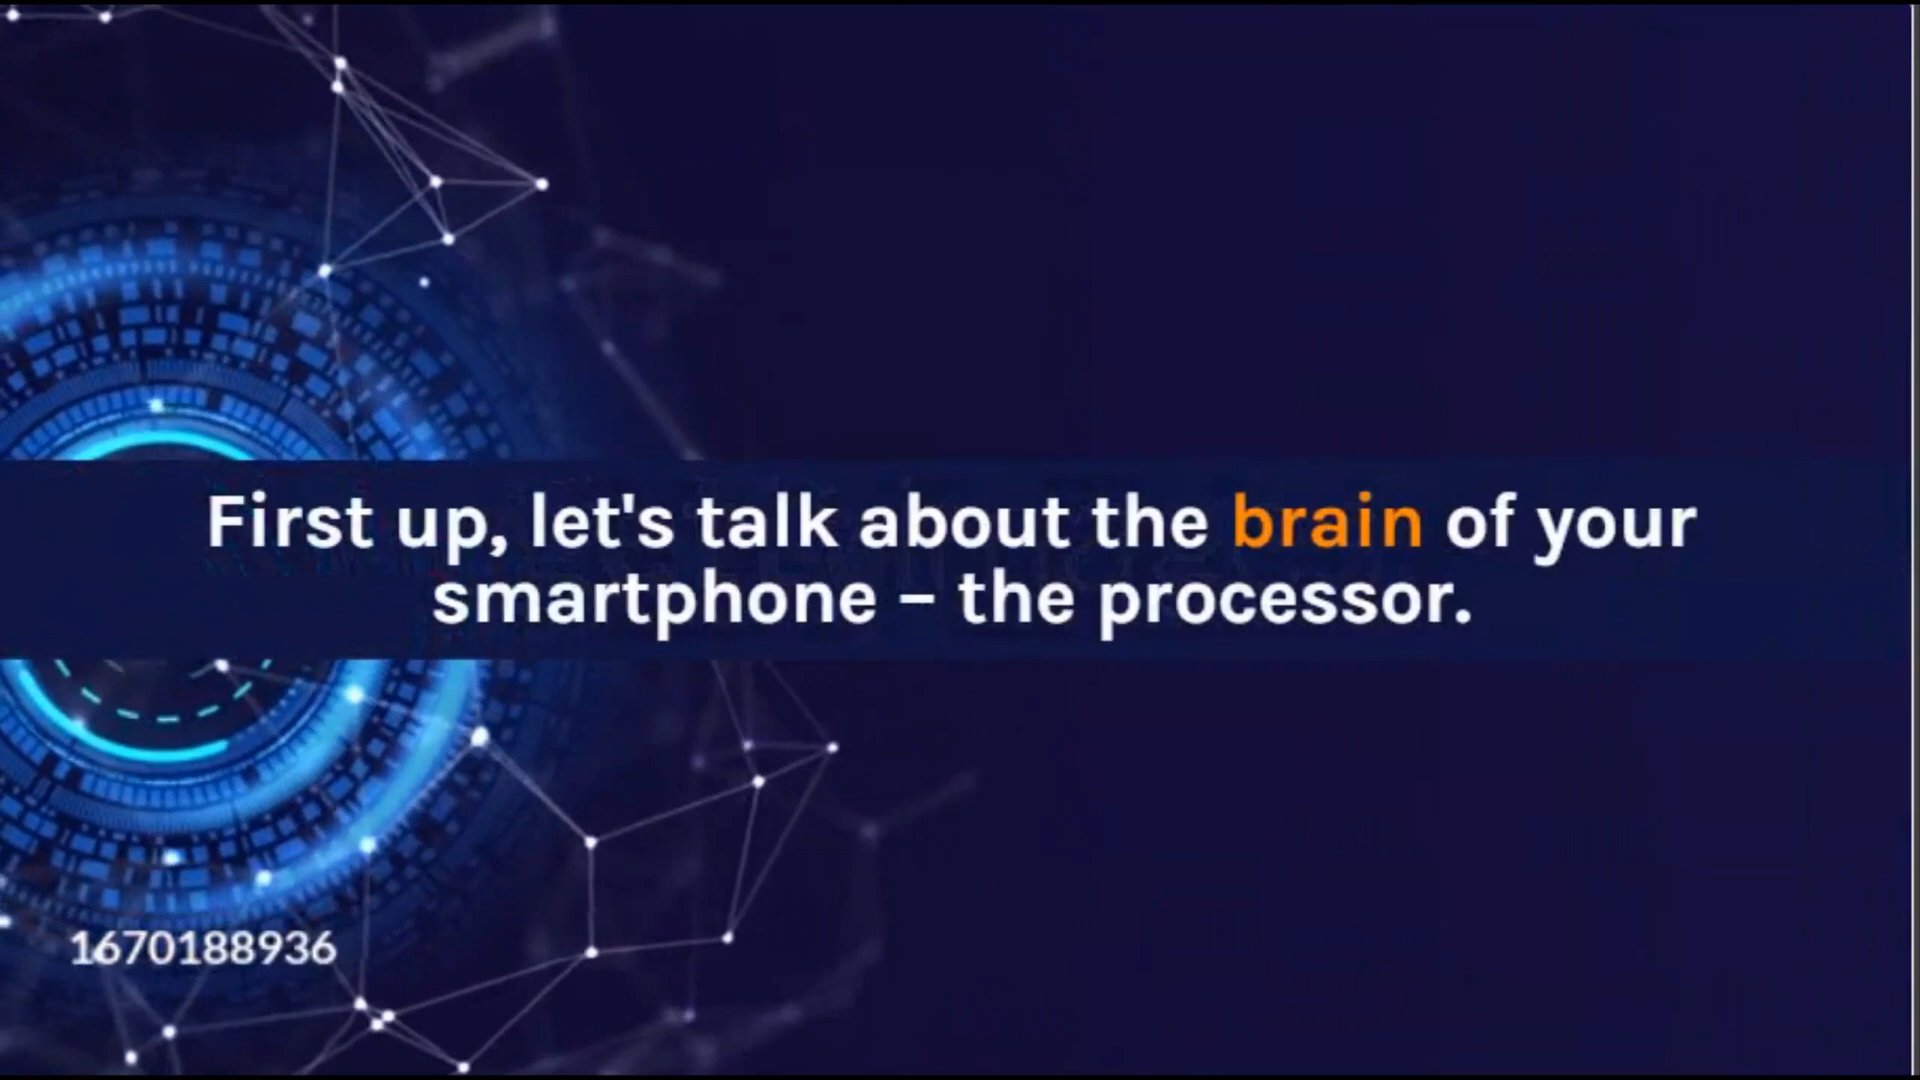 First up, let's talk about the brain of your
smartphone – the processor.
1670188936